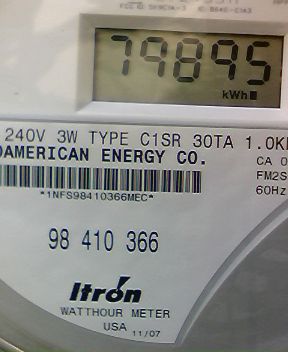 79895
kWh
240V 3W TYPE C1SR 30TA 1.0
AMERICAN ENERGY CO.
CA 0
FM2S
60Hz
*1NFS98410366MEC*
98 410 366
Itron
WATTHOUR METER
USA 11/07